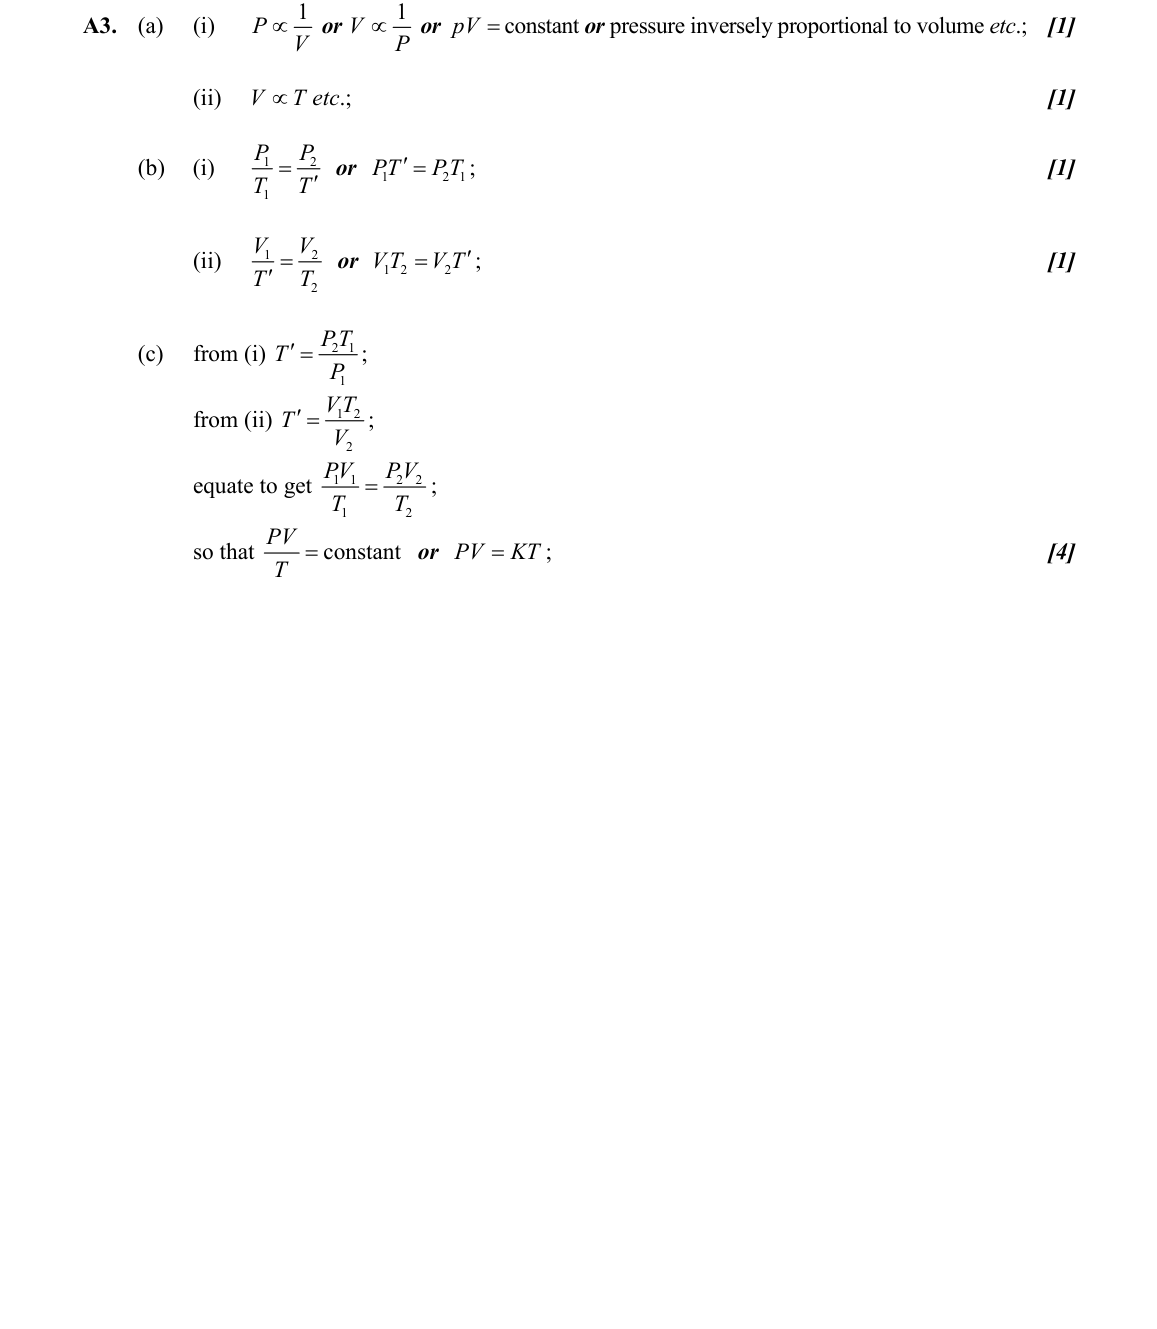 A3. (a) (i) P ∝ 1/V or V ∝ 1/P or pV = constant or pressure inversely proportional to volume etc.; [1]
(ii) V ∝ T etc.; [1]
(b) (i) P₁/T₁ = P₂/T′ or P₁T′ = P₂T₁; [1]
(ii) V₁/T′ = V₂/T₂ or V₁T₂ = V₂T′; [1]
(c) from (i) T′ = P₂T₁/P₁;
from (ii) T′ = V₁T₂/V₂;
equate to get P₁V₁/T₁ = P₂V₂/T₂;
so that PV/T = constant or PV = KT; [4]